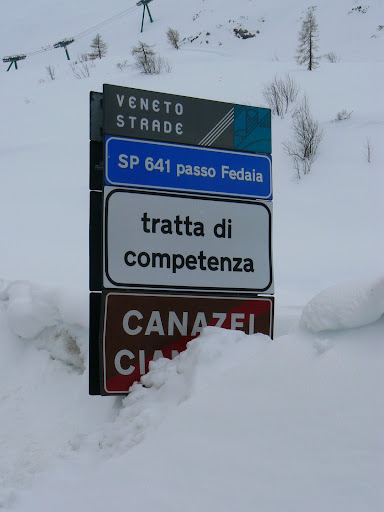 VENETO
STRADE
SP 641 passo Fedaia
tratta di
competenza
CANAZEI